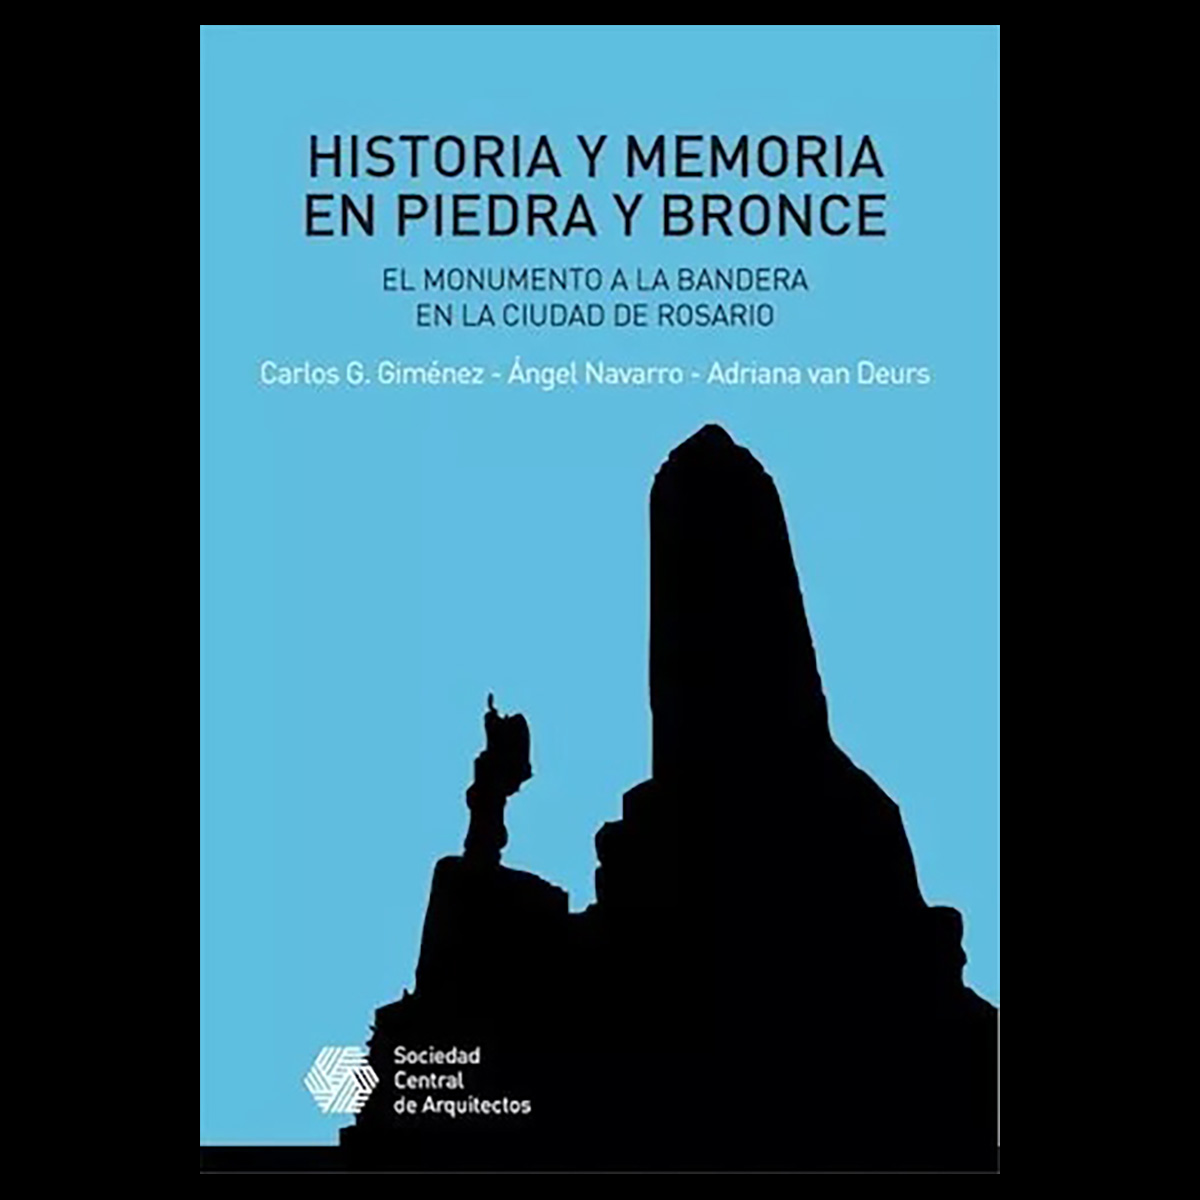 HISTORIA Y MEMORIA
EN PIEDRA Y BRONCE
EL MONUMENTO A LA BANDERA
EN LA CIUDAD DE ROSARIO
Carlos G. Giménez - Ángel Navarro - Adriana van Deurs
Sociedad
Central
de Arquitectos